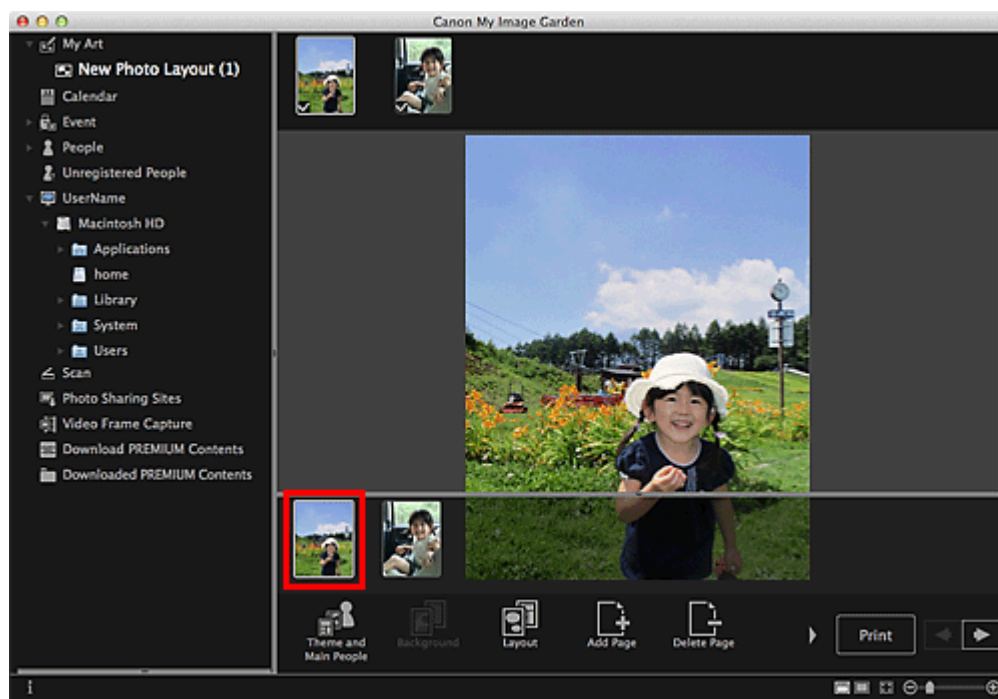 Canon My Image Garden
My Art
New Photo Layout (1)
Calendar
Event
People
Unregistered People
UserName
Macintosh HD
Applications
home
Library
System
Users
Scan
Photo Sharing Sites
Video Frame Capture
Download PREMIUM Contents
Downloaded PREMIUM Contents
Theme and
Main People
Background
Layout
Add Page
Delete Page
Print